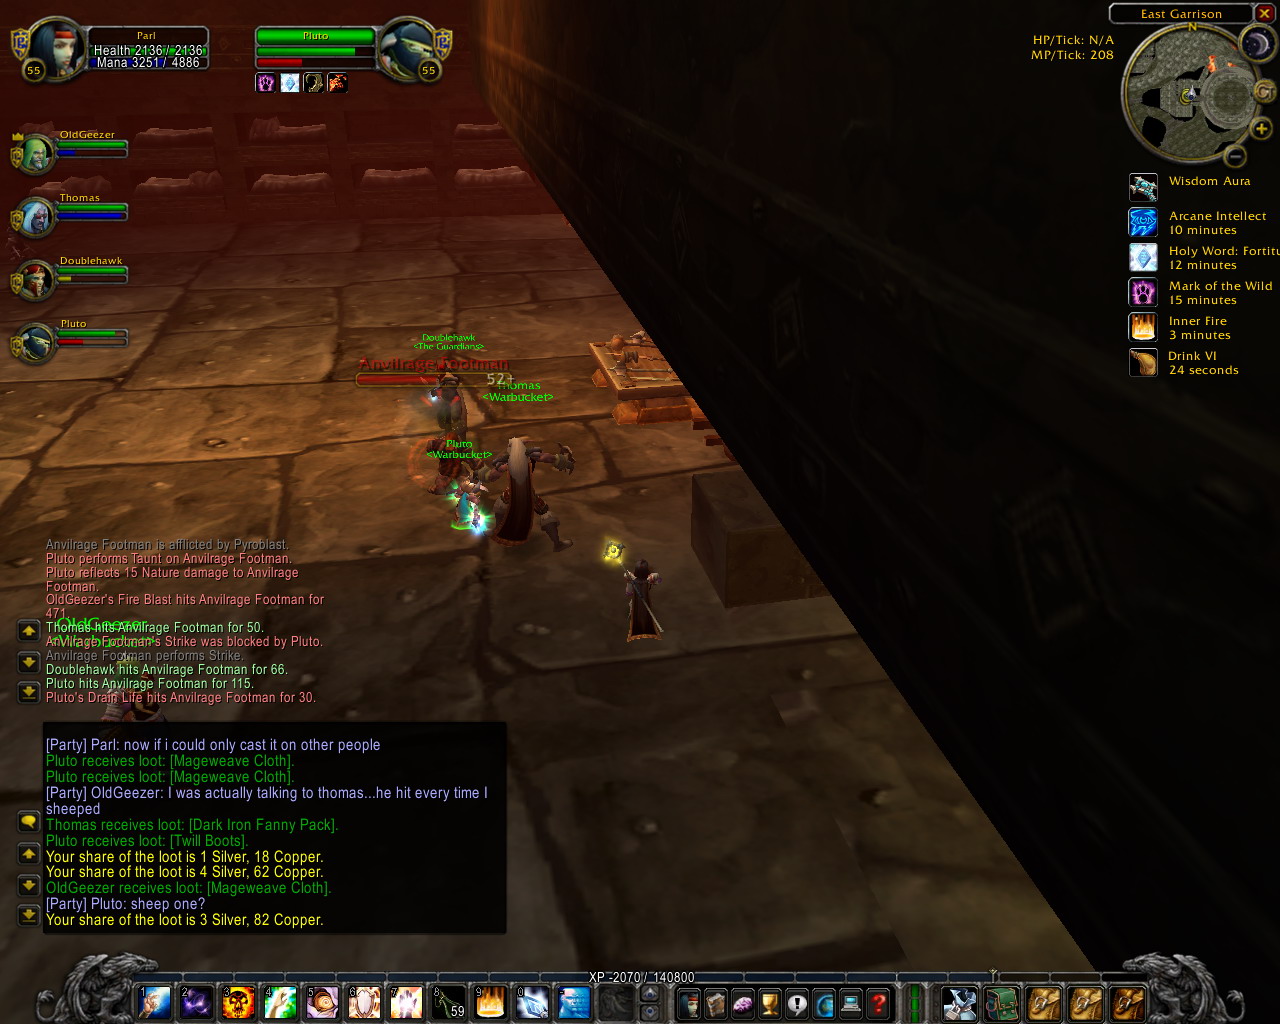 East Garrison
N
Parl
Health 2136 / 2136
Mana 3251 / 4886
55
Pluto
55
HP/Tick: N/A
MP/Tick: 208
OldGeezer
Thomas
Doublehawk
Pluto
Wisdom Aura
Arcane Intellect
10 minutes
Holy Word: Fortitu
12 minutes
Mark of the Wild
15 minutes
Inner Fire
3 minutes
Drink VI
24 seconds
Doublehawk
<The Guardians>
Anvilrage Footman
52+
Thomas
<Warbucket>
Pluto
<Warbucket>
OldGeezer
<Warbucket>
Anvilrage Footman is afflicted by Pyroblast.
Pluto performs Taunt on Anvilrage Footman.
Pluto reflects 15 Nature damage to Anvilrage
Footman.
OldGeezer's Fire Blast hits Anvilrage Footman for
471.
Thomas hits Anvilrage Footman for 50.
Anvilrage Footman's Strike was blocked by Pluto.
Anvilrage Footman performs Strike.
Doublehawk hits Anvilrage Footman for 66.
Pluto hits Anvilrage Footman for 115.
Pluto's Drain Life hits Anvilrage Footman for 30.
[Party] Parl: now if i could only cast it on other people
Pluto receives loot: [Mageweave Cloth].
Pluto receives loot: [Mageweave Cloth].
[Party] OldGeezer: I was actually talking to thomas...he hit every time I
sheeped
Thomas receives loot: [Dark Iron Fanny Pack].
Pluto receives loot: [Twill Boots].
Your share of the loot is 1 Silver, 18 Copper.
Your share of the loot is 4 Silver, 62 Copper.
OldGeezer receives loot: [Mageweave Cloth].
[Party] Pluto: sheep one?
Your share of the loot is 3 Silver, 82 Copper.
XP -2070 / 140800
1 2 3 4 5 6 7 8 59 9 0